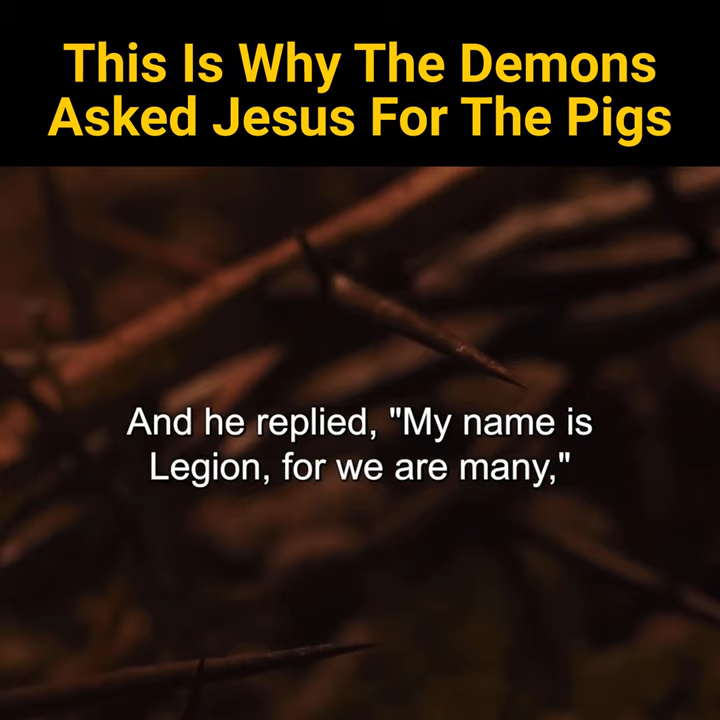 This Is Why The Demons
Asked Jesus For The Pigs
And he replied, "My name is
Legion, for we are many,"